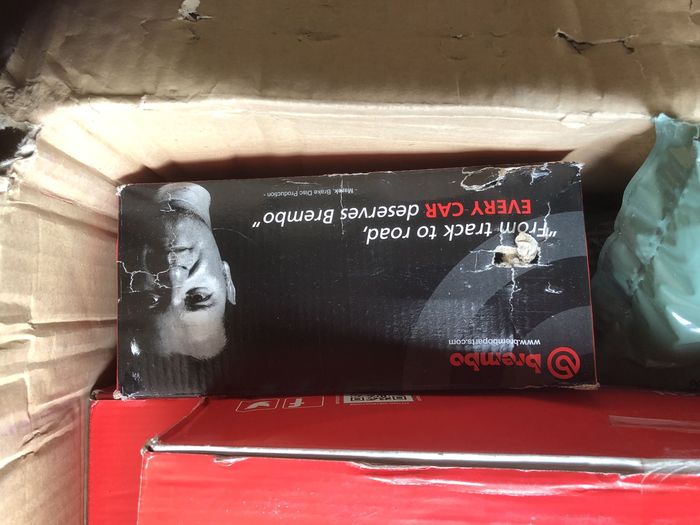 brembo
www.bremboparts.com
"From track to road,
EVERY CAR deserves Brembo"
- Marek, Brake Disc Production -